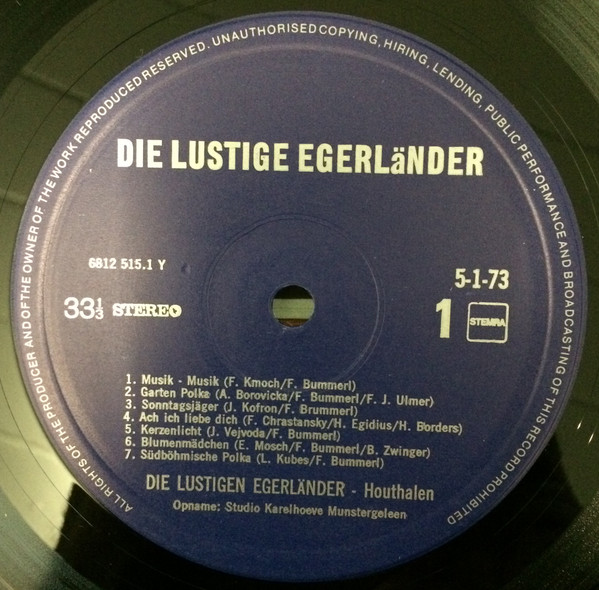 ALL RIGHTS OF THE PRODUCER AND OF THE OWNER OF THE WORK REPRODUCED RESERVED. UNAUTHORISED COPYING, HIRING, LENDING, PUBLIC PERFORMANCE AND BROADCASTING OF THIS RECORD PROHIBITED
DIE LUSTIGE EGERLäNDER
6812 515.1 Y
5-1-73
33⅓ STEREO
1 STEMRA
1. Musik - Musik (F. Kmoch/F. Bummerl)
2. Garten Polka (A. Borovicka/F. Bummerl/F. J. Ulmer)
3. Sonntagsjäger (J. Kofron/F. Brummerl)
4. Ach ich liebe dich (F. Chrastansky/H. Egidius/H. Borders)
5. Kerzenlicht (J. Vejvoda/F. Bummerl)
6. Blumenmädchen (E. Mosch/F. Bummerl/B. Zwinger)
7. Südböhmische Polka (L. Kubes/F. Bummerl)
DIE LUSTIGEN EGERLÄNDER - Houthalen
Opname: Studio Karelhoeve Munstergeleen